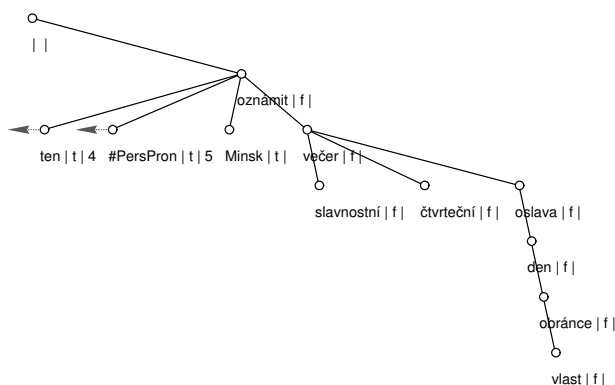 | |
oznámit | f |
ten | t | 4 #PersPron | t | 5 Minsk | t | večer | f |
slavnostní | f | čtvrteční | f | oslava | f |
den | f |
obránce | f |
vlast | f |